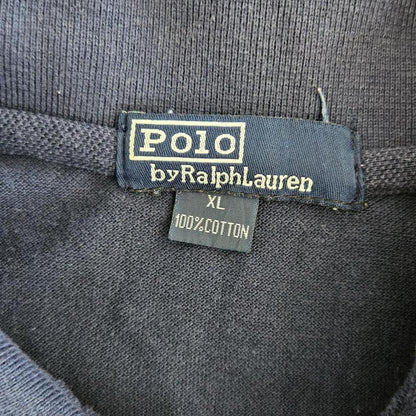 Polo
by Ralph Lauren
XL
100% COTTON